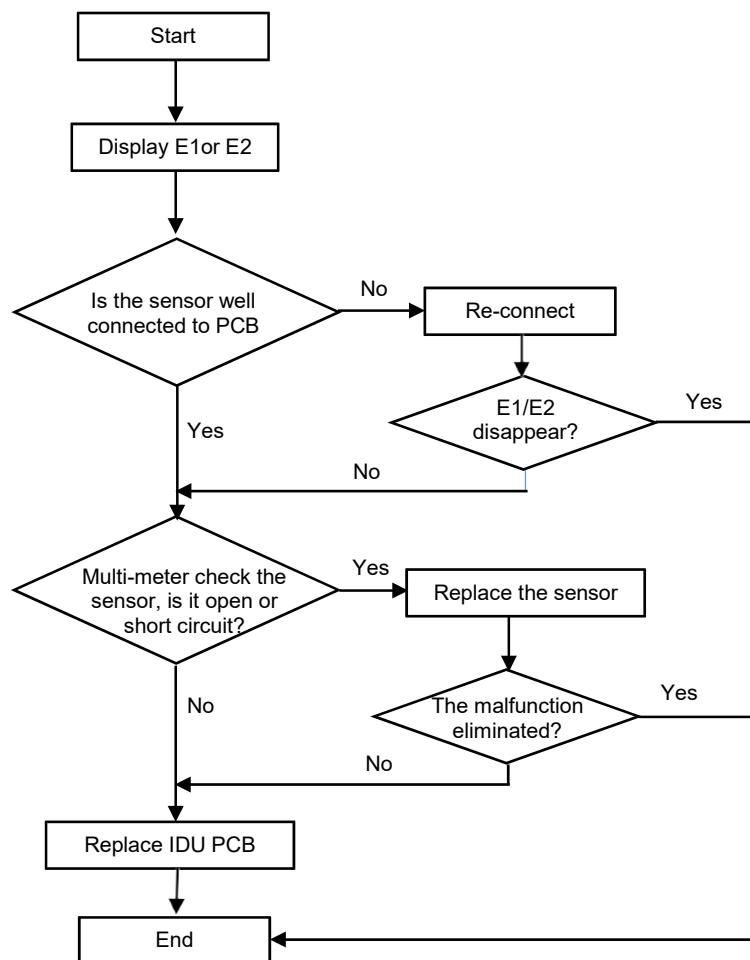 Start
Display E1or E2
Is the sensor well
connected to PCB
No
Re-connect
E1/E2
disappear?
Yes
Yes
No
Multi-meter check the
sensor, is it open or
short circuit?
Yes
Replace the sensor
The malfunction
eliminated?
Yes
No
No
Replace IDU PCB
End